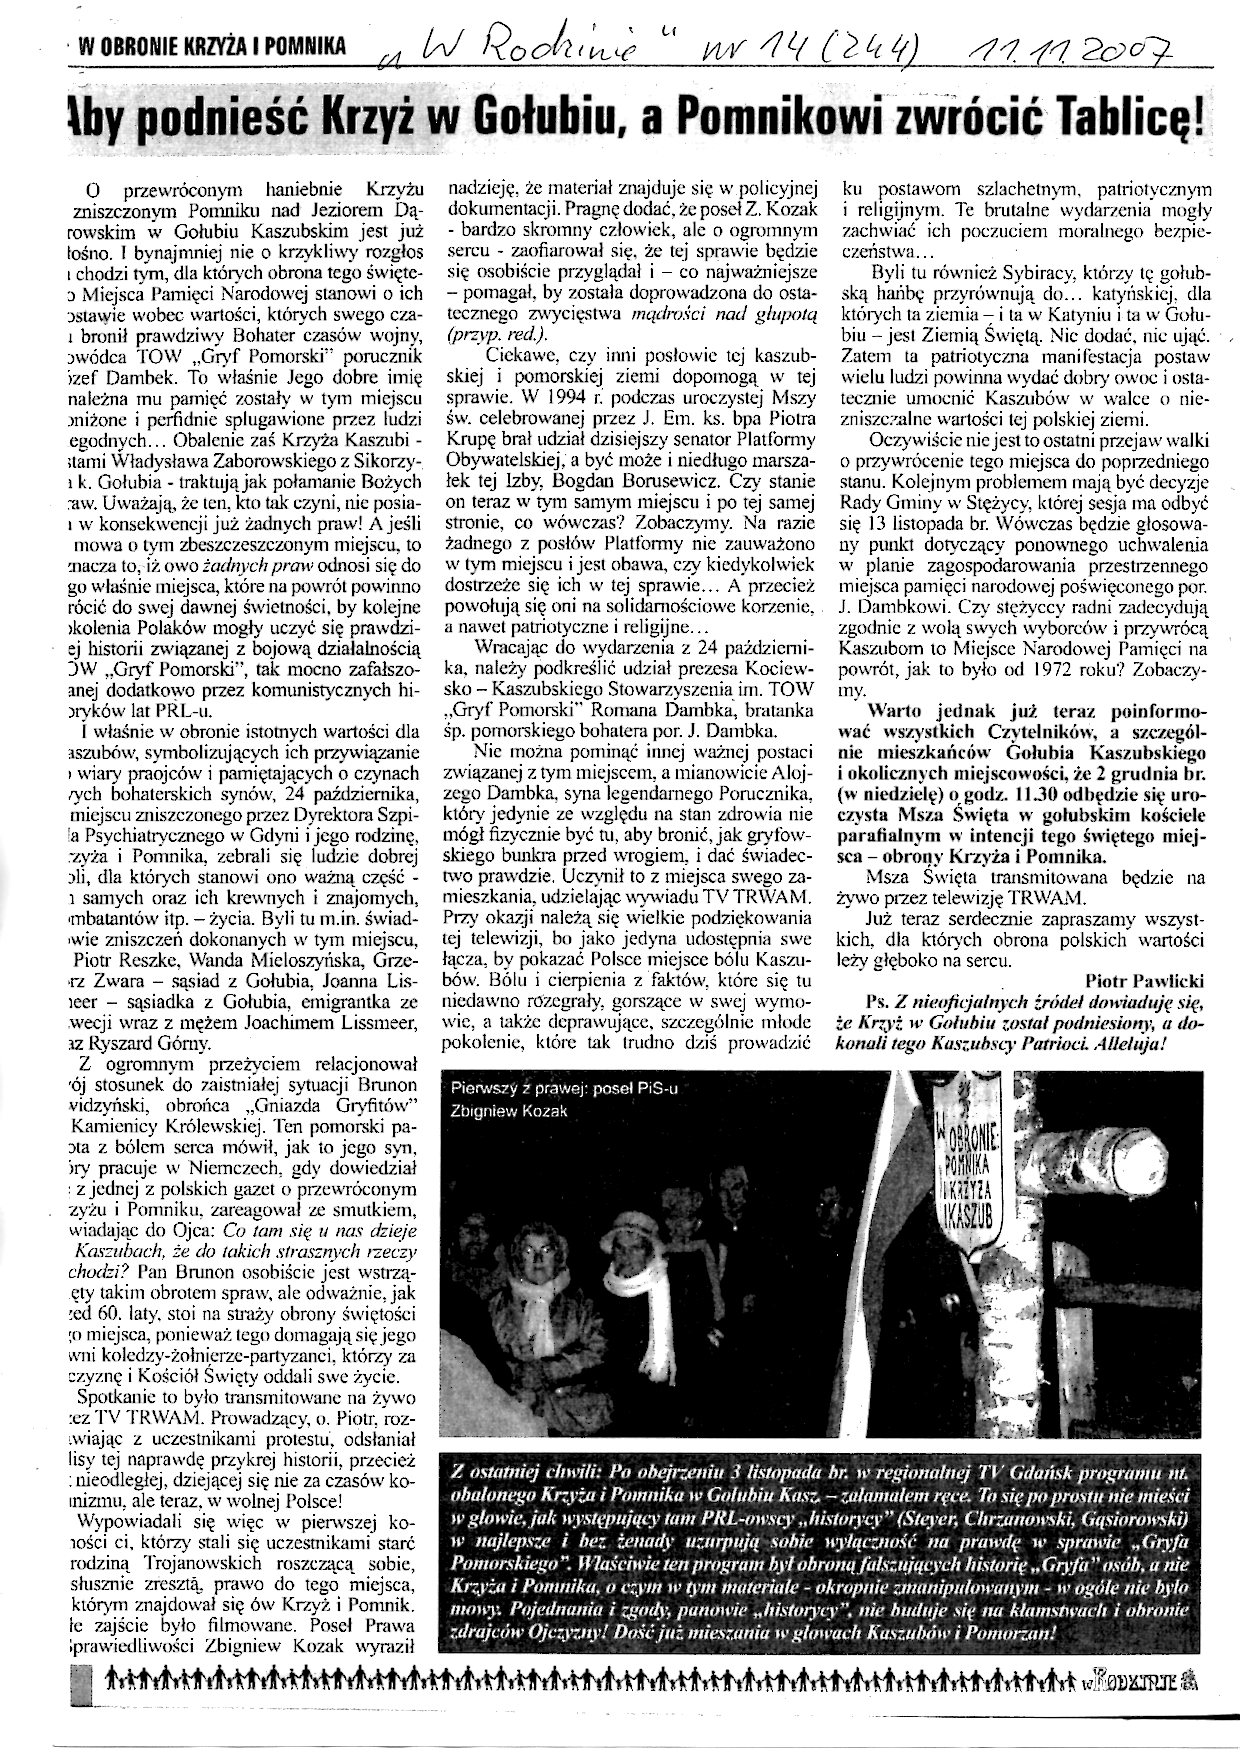 W OBRONIE KRZYŻA I POMNIKA
„W Rodzinie" nr 14 (244) 11.11.2007
Aby podnieść Krzyż w Gołubiu, a Pomnikowi zwrócić Tablicę!
O przewróconym haniebnie Krzyżu
zniszczonym Pomniku nad Jeziorem Dą-
rowskim w Gołubiu Kaszubskim jest już
łośno. I bynajmniej nie o krzykliwy rozgłos
chodzi tym, dla których obrona tego święte-
o Miejsca Pamięci Narodowej stanowi o ich
ostawie wobec wartości, których swego cza-
bronił prawdziwy Bohater czasów wojny,
owódca TOW „Gryf Pomorski" porucznik
ózef Dambek. To właśnie Jego dobre imię
należna mu pamięć zostały w tym miejscu
oniżone i perfidnie splugawione przez ludzi
egodnych... Obalenie zaś Krzyża Kaszubi -
stami Władysława Zaborowskiego z Sikorzy-
k. Gołubia - traktują jak połamanie Bożych
raw. Uważają, że ten, kto tak czyni, nie posia-
w konsekwencji już żadnych praw! A jeśli
mowa o tym zbeszczeszczonym miejscu, to
nacza to, iż owo żadnych praw odnosi się do
go właśnie miejsca, które na powrót powinno
rócić do swej dawnej świetności, by kolejne
okolenia Polaków mogły uczyć się prawdzi-
ej historii związanej z bojową działalnością
OW „Gryf Pomorski", tak mocno zafałszo-
anej dodatkowo przez komunistycznych hi-
oryków lat PRL-u.
I właśnie w obronie istotnych wartości dla
aszubów, symbolizujących ich przywiązanie
wiary praojców i pamiętających o czynach
ych bohaterskich synów, 24 października,
miejscu zniszczonego przez Dyrektora Szpi-
la Psychiatrycznego w Gdyni i jego rodzinę,
rzyża i Pomnika, zebrali się ludzie dobrej
oli, dla których stanowi ono ważną część -
samych oraz ich krewnych i znajomych,
ombatantów itp. – życia. Byli tu m.in. świad-
wie zniszczeń dokonanych w tym miejscu,
Piotr Reszke, Wanda Mieloszyńska, Grze-
rz Zwara – sąsiad z Gołubia, Joanna Lis-
eer – sąsiadka z Gołubia, emigrantka ze
wecji wraz z mężem Joachimem Lissmeer,
az Ryszard Górny.
Z ogromnym przeżyciem relacjonował
ój stosunek do zaistniałej sytuacji Brunon
widzyński, obrońca „Gniazda Gryfitów"
Kamienicy Królewskiej. Ten pomorski pa-
ota z bólem serca mówił, jak to jego syn,
óry pracuje w Niemczech, gdy dowiedział
z jednej z polskich gazet o przewróconym
zyżu i Pomniku, zareagował ze smutkiem,
wiadając do Ojca: Co tam się u nas dzieje
Kaszubach, że do takich strasznych rzeczy
chodzi? Pan Brunon osobiście jest wstrzą-
ęty takim obrotem spraw, ale odważnie, jak
zed 60. laty, stoi na straży obrony świętości
go miejsca, ponieważ tego domagają się jego
wni koledzy-żołnierze-partyzanci, którzy za
czyznę i Kościół Święty oddali swe życie.
Spotkanie to było transmitowane na żywo
zez TV TRWAM. Prowadzący, o. Piotr, roz-
wiając z uczestnikami protestu, odsłaniał
lisy tej naprawdę przykrej historii, przecież
nieodległej, dziejącej się nie za czasów ko-
nizmu, ale teraz, w wolnej Polsce!
Wypowiadali się więc w pierwszej ko-
ności ci, którzy stali się uczestnikami starć
rodziną Trojanowskich roszczącą sobie,
słusznie zresztą, prawo do tego miejsca,
którym znajdował się ów Krzyż i Pomnik.
łe zajście było filmowane. Poseł Prawa
Sprawiedliwości Zbigniew Kozak wyraził
nadzieję, że materiał znajduje się w policyjnej
dokumentacji. Pragnę dodać, że poseł Z. Kozak
- bardzo skromny człowiek, ale o ogromnym
sercu - zaofiarował się, że tej sprawie będzie
się osobiście przyglądał i – co najważniejsze
– pomagał, by została doprowadzona do osta-
tecznego zwycięstwa mądrości nad głupotą
(przyp. red.).
Ciekawe, czy inni posłowie tej kaszub-
skiej i pomorskiej ziemi dopomogą w tej
sprawie. W 1994 r. podczas uroczystej Mszy
św. celebrowanej przez J. Em. ks. bpa Piotra
Krupę brał udział dzisiejszy senator Platformy
Obywatelskiej, a być może i niedługo marsza-
łek tej Izby, Bogdan Borusewicz. Czy stanie
on teraz w tym samym miejscu i po tej samej
stronie, co wówczas? Zobaczymy. Na razie
żadnego z posłów Platformy nie zauważono
w tym miejscu i jest obawa, czy kiedykolwiek
dostrzeże się ich w tej sprawie... A przecież
powołują się oni na solidarnościowe korzenie,
a nawet patriotyczne i religijne...
Wracając do wydarzenia z 24 październi-
ka, należy podkreślić udział prezesa Kociew-
sko – Kaszubskiego Stowarzyszenia im. TOW
„Gryf Pomorski" Romana Dambka, bratanka
śp. pomorskiego bohatera por. J. Dambka.
Nie można pominąć innej ważnej postaci
związanej z tym miejscem, a mianowicie Aloj-
zego Dambka, syna legendarnego Porucznika,
który jedynie ze względu na stan zdrowia nie
mógł fizycznie być tu, aby bronić, jak gryfow-
skiego bunkra przed wrogiem, i dać świadec-
two prawdzie. Uczynił to z miejsca swego za-
mieszkania, udzielając wywiadu TV TRWAM.
Przy okazji należą się wielkie podziękowania
tej telewizji, bo jako jedyna udostępnia swe
łącza, by pokazać Polsce miejsce bólu Kaszu-
bów. Bólu i cierpienia z faktów, które się tu
niedawno rozegrały, gorszące w swej wymo-
wie, a także deprawujące, szczególnie młode
pokolenie, które tak trudno dziś prowadzić
ku postawom szlachetnym, patriotycznym
i religijnym. Te brutalne wydarzenia mogły
zachwiać ich poczuciem moralnego bezpie-
czeństwa...
Byli tu również Sybiracy, którzy tę gołub-
ską hańbę przyrównują do... katyńskiej, dla
których ta ziemia – i ta w Katyniu i ta w Gołu-
biu – jest Ziemią Świętą. Nic dodać, nic ująć.
Zatem ta patriotyczna manifestacja postaw
wielu ludzi powinna wydać dobry owoc i osta-
tecznie umocnić Kaszubów w walce o nie-
zniszczalne wartości tej polskiej ziemi.
Oczywiście nie jest to ostatni przejaw walki
o przywrócenie tego miejsca do poprzedniego
stanu. Kolejnym problemem mają być decyzje
Rady Gminy w Stężycy, której sesja ma odbyć
się 13 listopada br. Wówczas będzie głosowa-
ny punkt dotyczący ponownego uchwalenia
w planie zagospodarowania przestrzennego
miejsca pamięci narodowej poświęconego por.
J. Dambkowi. Czy stężyccy radni zadecydują
zgodnie z wolą swych wyborców i przywrócą
Kaszubom to Miejsce Narodowej Pamięci na
powrót, jak to było od 1972 roku? Zobaczy-
my.
Warto jednak już teraz poinformo-
wać wszystkich Czytelników, a szczegól-
nie mieszkańców Gołubia Kaszubskiego
i okolicznych miejscowości, że 2 grudnia br.
(w niedzielę) o godz. 11.30 odbędzie się uro-
czysta Msza Święta w gołubskim kościele
parafialnym w intencji tego świętego miej-
sca – obrony Krzyża i Pomnika.
Msza Święta transmitowana będzie na
żywo przez telewizję TRWAM.
Już teraz serdecznie zapraszamy wszyst-
kich, dla których obrona polskich wartości
leży głęboko na sercu.
Piotr Pawlicki
Ps. Z nieoficjalnych źródeł dowiaduję się,
że Krzyż w Gołubiu został podniesiony, a do-
konali tego Kaszubscy Patrioci. Alleluja!
Pierwszy z prawej: poseł PiS-u
Zbigniew Kozak
W OBRONIE
POMNIKA
I KRZYŻA
KASZUB
Z ostatniej chwili: Po obejrzeniu 3 listopada br. w regionalnej TV Gdańsk programu nt.
obalonego Krzyża i Pomnika w Gołubiu Kasz. – załamałem ręce. To się po prostu nie mieści
w głowie, jak występujący tam PRL-owscy „historycy" (Steyer, Chrzanowski, Gąsiorowski)
w najlepsze i bez żenady uzurpują sobie wyłączność na prawdę w sprawie „Gryfa
Pomorskiego". Właściwie ten program był obroną fałszujących historię „Gryfa" osób, a nie
Krzyża i Pomnika, o czym w tym materiale - okropnie zmanipulowanym - w ogóle nie było
mowy. Pojednania i zgody, panowie „historycy", nie buduje się na kłamstwach i obronie
zdrajców Ojczyzny! Dość już mieszania w głowach Kaszubów i Pomorzan!
W RODZINIE